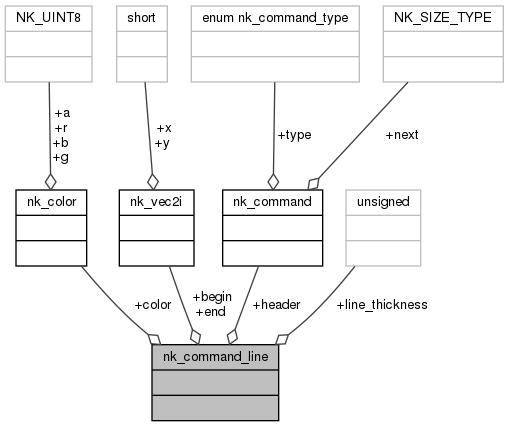 NK_UINT8
short
enum nk_command_type
NK_SIZE_TYPE
+a
+r
+b
+g
+x
+y
+type
+next
nk_color
nk_vec2i
nk_command
unsigned
+color
+begin
+end
+header
+line_thickness
nk_command_line